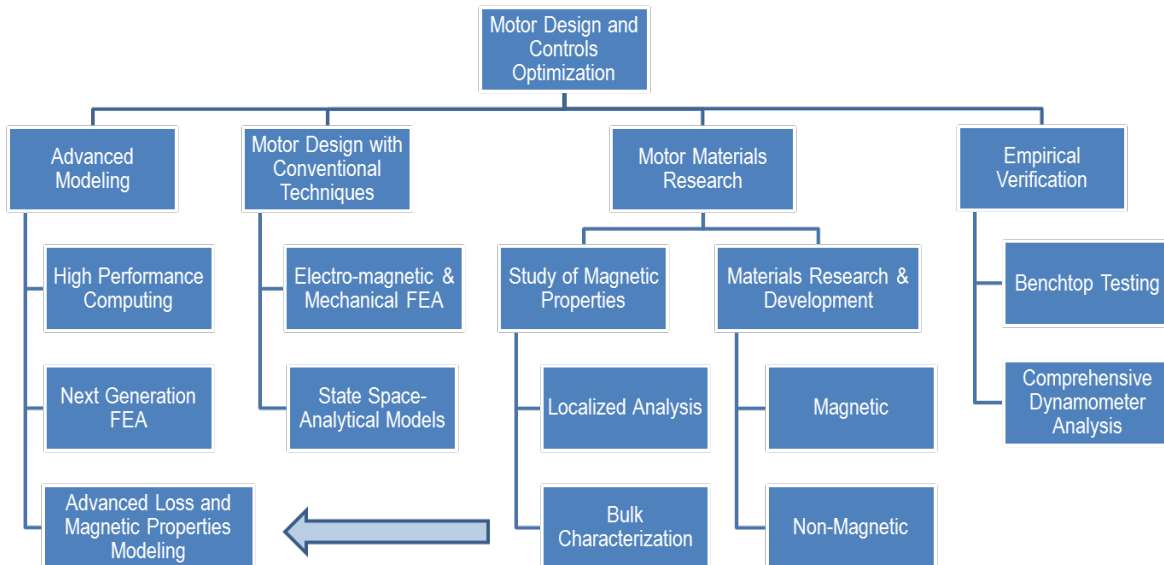 Motor Design and
Controls
Optimization
Advanced
Modeling
Motor Design with
Conventional
Techniques
Motor Materials
Research
Empirical
Verification
High Performance
Computing
Electro-magnetic &
Mechanical FEA
Study of Magnetic
Properties
Materials Research &
Development
Benchtop Testing
Next Generation
FEA
State Space-
Analytical Models
Localized Analysis
Magnetic
Comprehensive
Dynamometer
Analysis
Advanced Loss and
Magnetic Properties
Modeling
Bulk
Characterization
Non-Magnetic